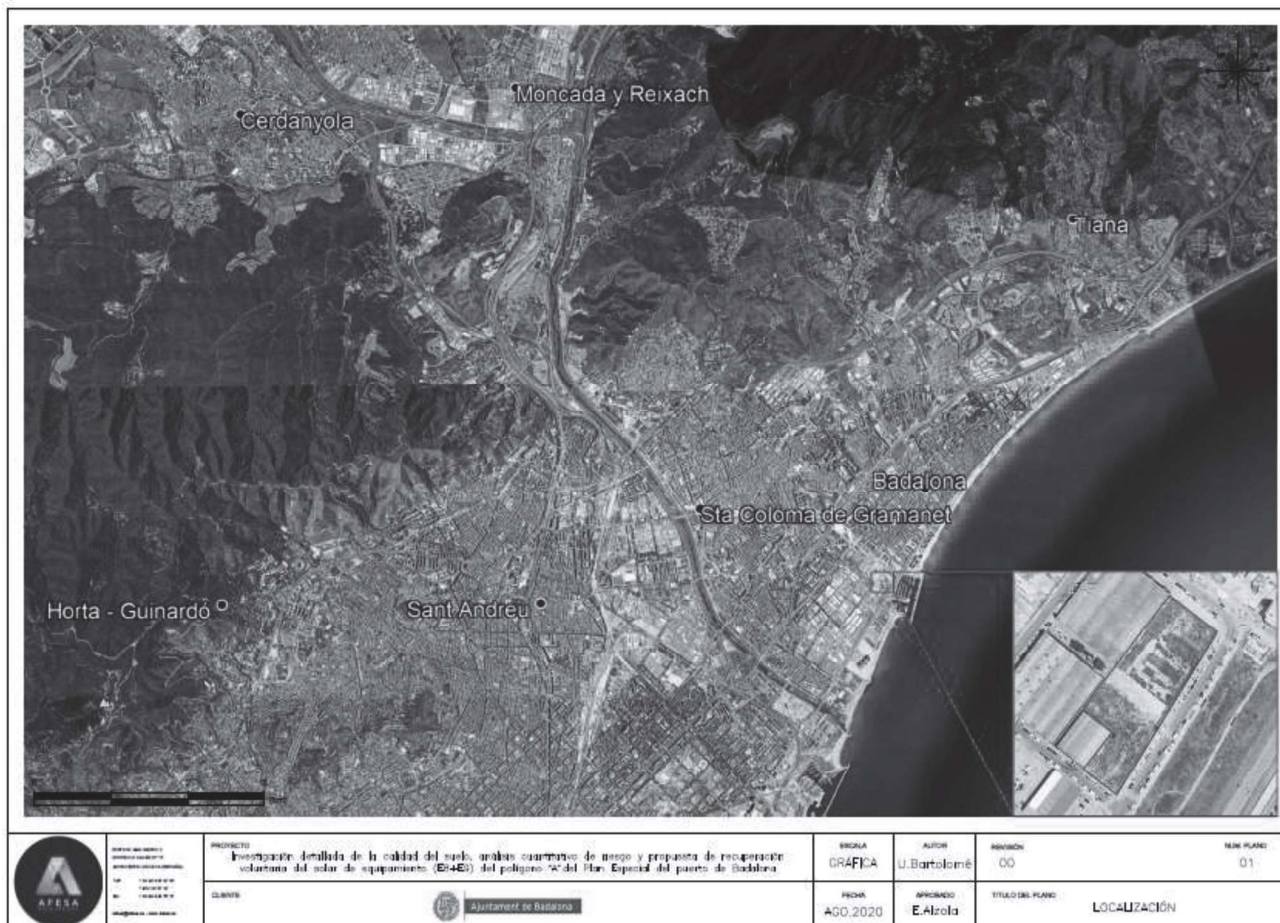 Moncada y Reixach
Cerdanyola
Tiana
Badalona
Sta Coloma de Gramanet
Horta - Guinardó
Sant Andreu
AFESA
PROYECTO
Investigación detallada de la calidad del suelo, análisis cuantitativo de riesgo y propuesta de recuperación
voluntaria del solar de equipamiento del polígono "A" del Plan Especial del puerto de Badalona
CLIENTE
Ajuntament de Badalona
ESCALA
GRÁFICA
AUTOR
U.Bartolomé
REVISIÓN
00
NUM. PLANO
01
FECHA
AGO.2020
APROBADO
E.Alzola
TITULO DEL PLANO
LOCALIZACIÓN